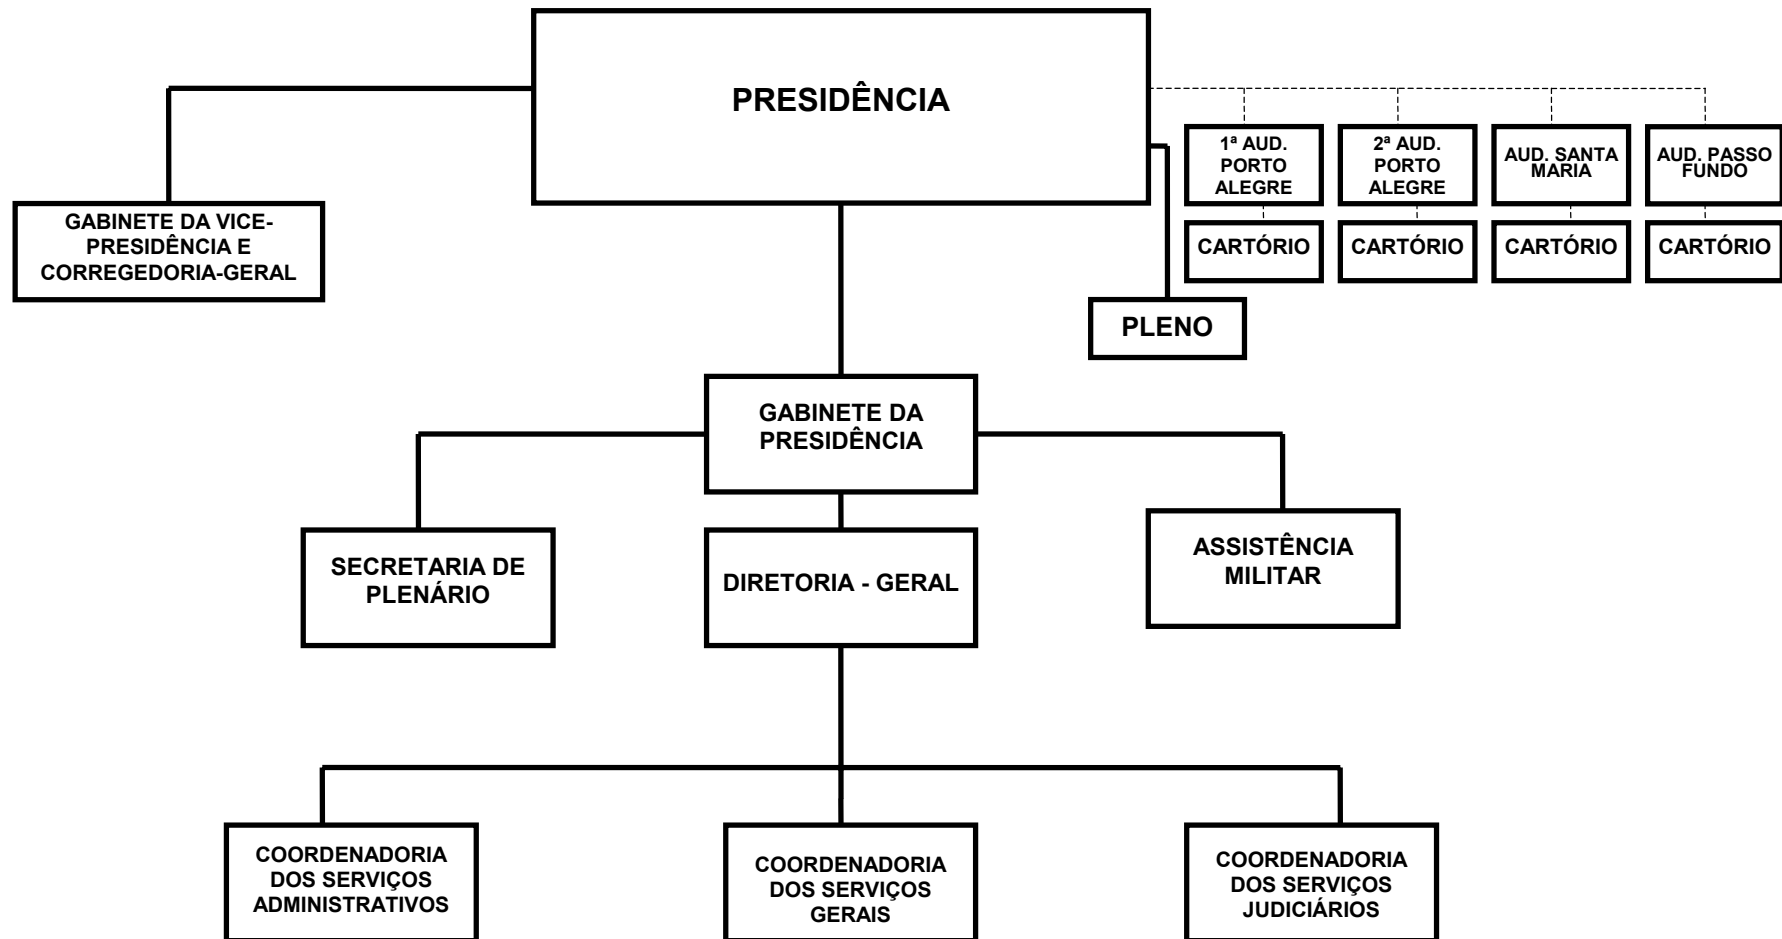 PRESIDÊNCIA
1ª AUD.
PORTO
ALEGRE
2ª AUD.
PORTO
ALEGRE
AUD. SANTA
MARIA
AUD. PASSO
FUNDO
CARTÓRIO
CARTÓRIO
CARTÓRIO
CARTÓRIO
GABINETE DA VICE-
PRESIDÊNCIA E
CORREGEDORIA-GERAL
PLENO
GABINETE DA
PRESIDÊNCIA
SECRETARIA DE
PLENÁRIO
DIRETORIA - GERAL
ASSISTÊNCIA
MILITAR
COORDENADORIA
DOS SERVIÇOS
ADMINISTRATIVOS
COORDENADORIA
DOS SERVIÇOS
GERAIS
COORDENADORIA
DOS SERVIÇOS
JUDICIÁRIOS